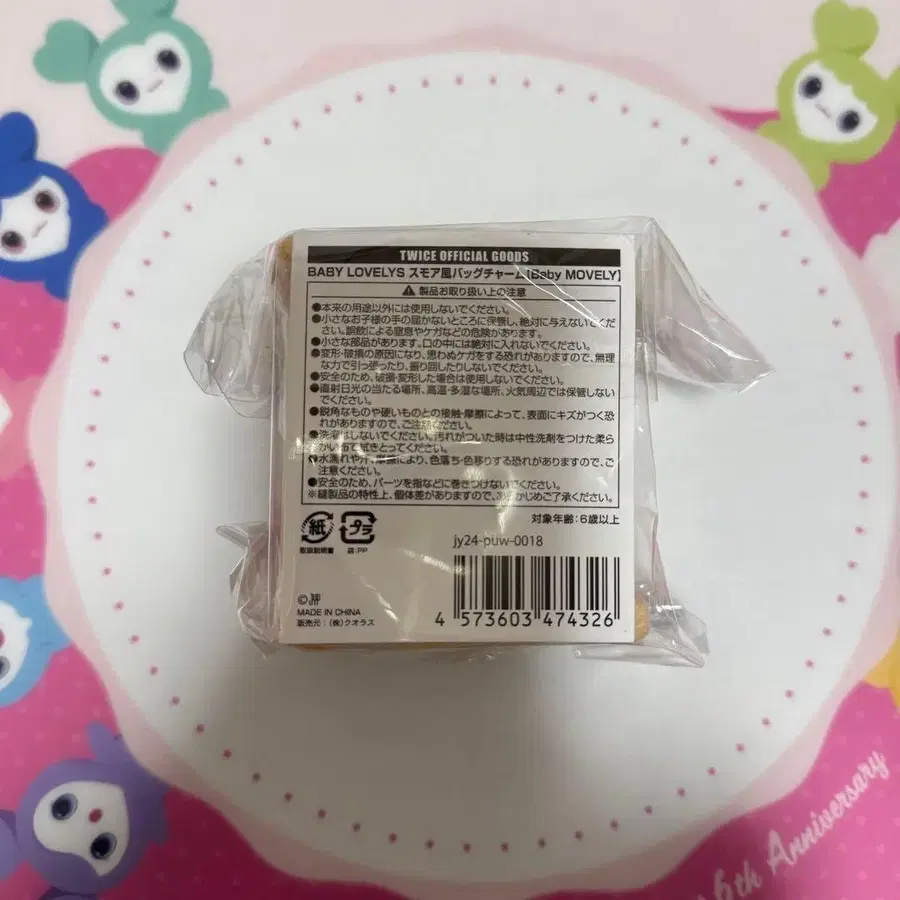 TWICE OFFICIAL GOODS
BABY LOVELYS スモア風バッグチャーム【Baby MOVELY】
⚠ 製品お取り扱い上の注意
●本来の用途以外には使用しないでください。
●小さなお子様の手の届かないところに保管し、絶対に与えないでくだ
さい。誤飲による窒息やケガなどの危険があります。
●小さな部品があります。口の中には絶対に入れないでください。
●変形・破損の原因になり、思わぬケガをする恐れがありますので、無理
な力で引っ張ったり、振り回したりしないでください。
●安全のため、破損・変形した場合は使用しないでください。
●直射日光の当たる場所、高温・多湿な場所、火気周辺では保管しない
でください。
●鋭角なものや硬いものとの接触・摩擦によって、表面にキズがつく恐
れがありますので、ご注意ください。
●洗濯はしないでください。汚れがついた時は中性洗剤をつけた柔ら
かい布で拭きとってください。
●水濡れや汗、摩擦により、色落ち・色移りする恐れがありますので、ご
注意ください。
●安全のため、パーツを指などに巻きつけないでください。
※縫製品の特性上、個体差がありますので、あらかじめご了承ください。
対象年齢:6歳以上
紙
プラ
取扱説明書
袋:PP
jy24-puw-0018
©JYP
MADE IN CHINA
販売元:(株)クオラス
4 573603 474326
6th Anniversary